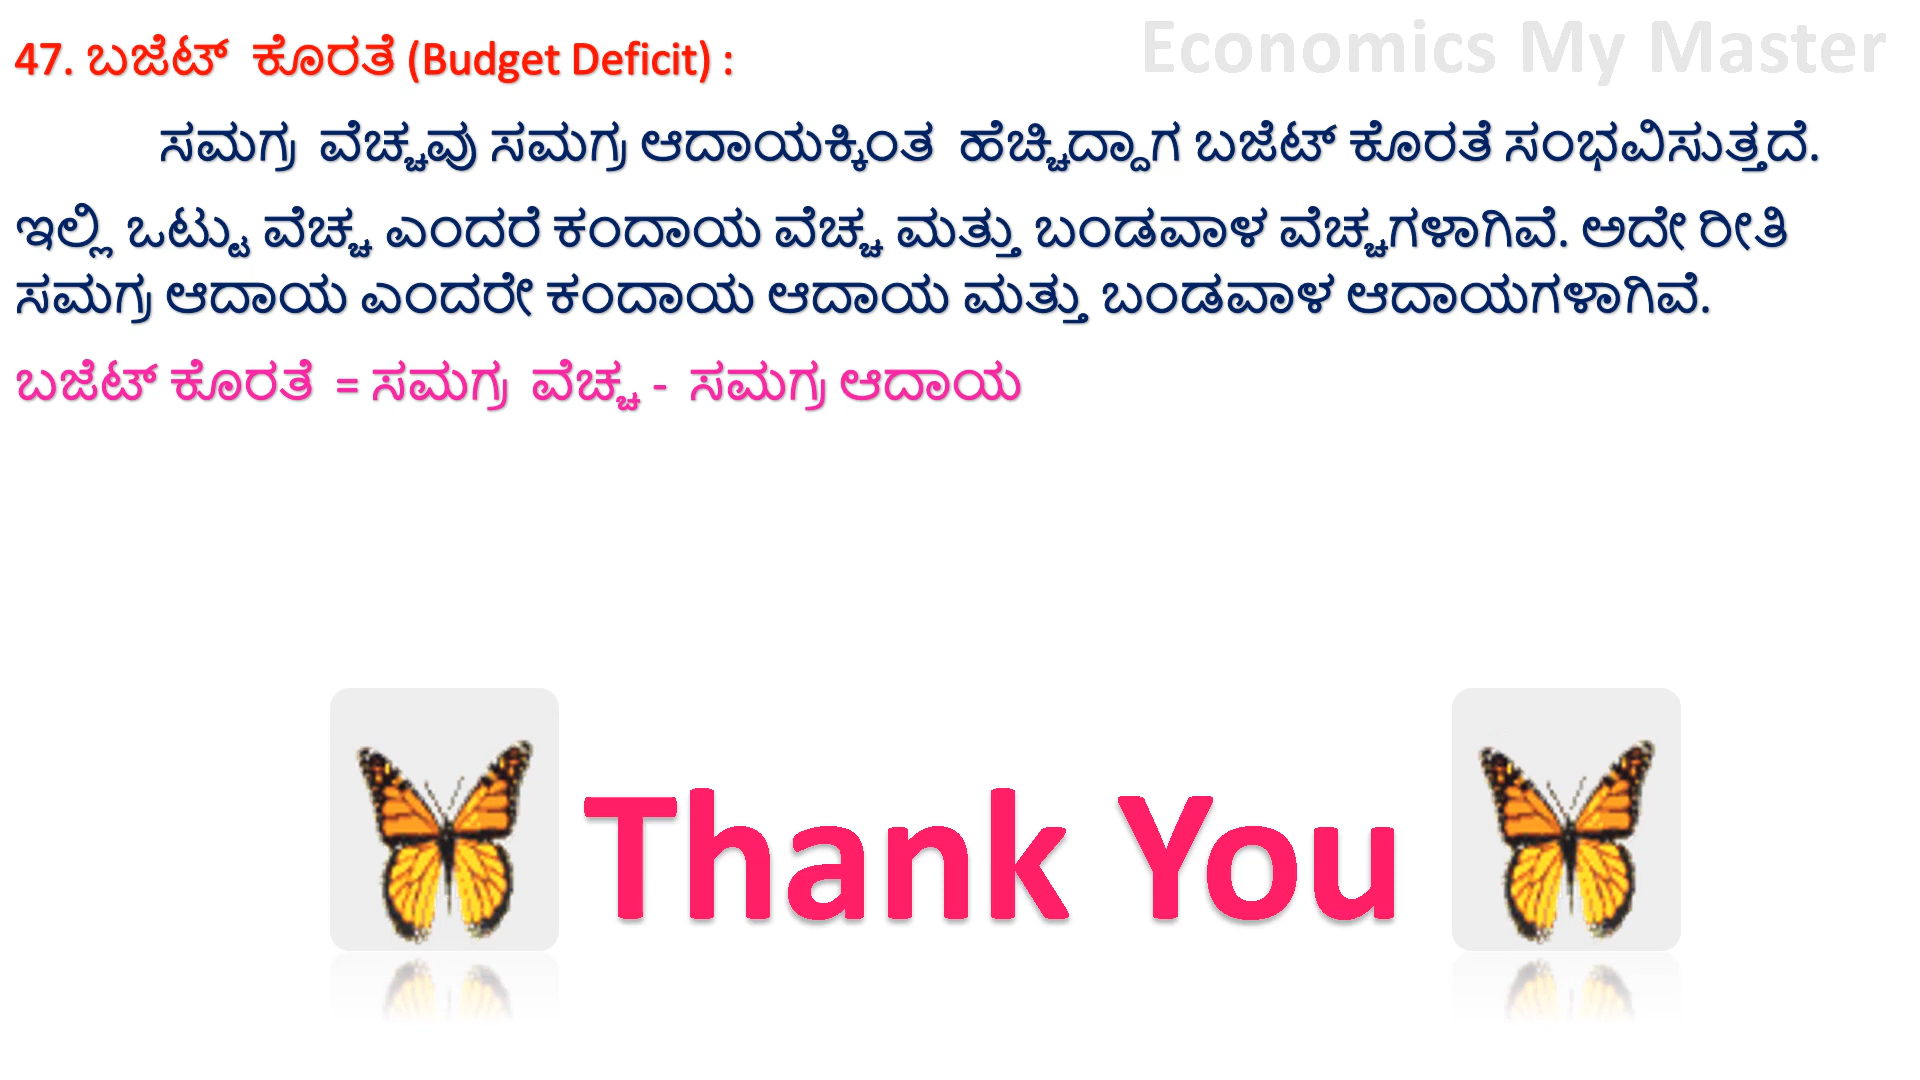 Economics My Master
47. ಬಜೆಟ್ ಕೊರತೆ (Budget Deficit) :
ಸಮಗ್ರ ವೆಚ್ಚವು ಸಮಗ್ರ ಆದಾಯಕ್ಕಿಂತ ಹೆಚ್ಚಿದ್ದಾಗ ಬಜೆಟ್ ಕೊರತೆ ಸಂಭವಿಸುತ್ತದೆ.
ಇಲ್ಲಿ ಒಟ್ಟು ವೆಚ್ಚ ಎಂದರೆ ಕಂದಾಯ ವೆಚ್ಚ ಮತ್ತು ಬಂಡವಾಳ ವೆಚ್ಚಗಳಾಗಿವೆ. ಅದೇ ರೀತಿ
ಸಮಗ್ರ ಆದಾಯ ಎಂದರೇ ಕಂದಾಯ ಆದಾಯ ಮತ್ತು ಬಂಡವಾಳ ಆದಾಯಗಳಾಗಿವೆ.
ಬಜೆಟ್ ಕೊರತೆ = ಸಮಗ್ರ ವೆಚ್ಚ - ಸಮಗ್ರ ಆದಾಯ
Thank You